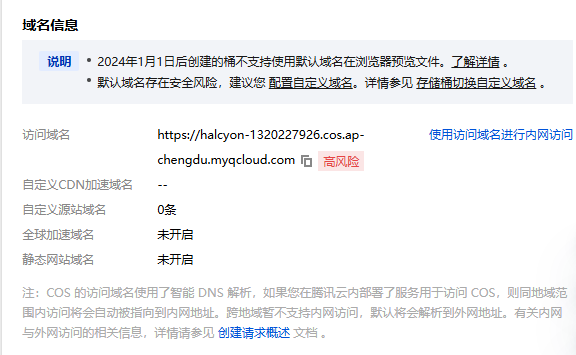 域名信息
说明 • 2024年1月1日后创建的桶不支持使用默认域名在浏览器预览文件。了解详情 。
• 默认域名存在安全风险，建议您 配置自定义域名。详情参见 存储桶切换自定义域名 。
访问域名 https://halcyon-1320227926.cos.ap- 使用访问域名进行内网访问
chengdu.myqcloud.com 高风险
自定义CDN加速域名 --
自定义源站域名 0条
全球加速域名 未开启
静态网站域名 未开启
注：COS 的访问域名使用了智能 DNS 解析，如果您在腾讯云内部署了服务用于访问 COS，则同地域范
围内访问将会自动被指向到内网地址。跨地域暂不支持内网访问，默认将会解析到外网地址。有关内网
与外网访问的相关信息，详情请参见 创建请求概述 文档 。